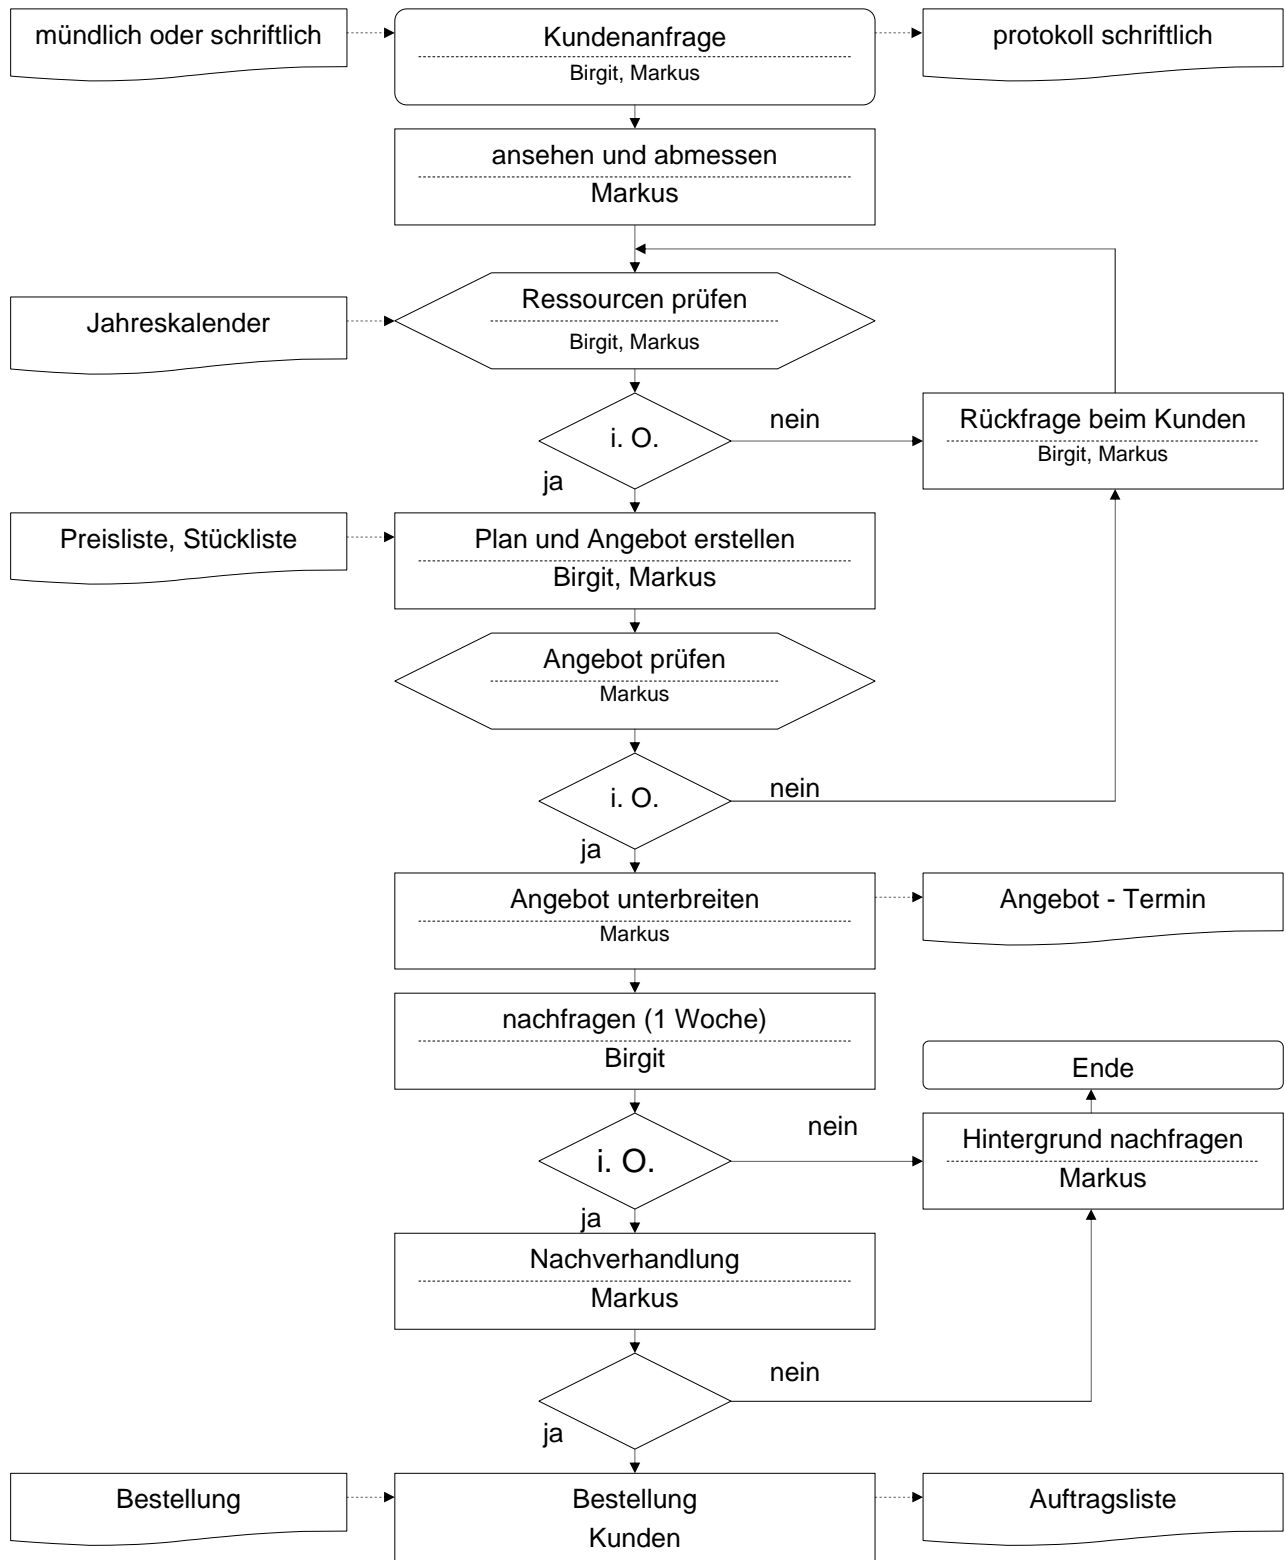 mündlich oder schriftlich
Kundenanfrage
Birgit, Markus
protokoll schriftlich
ansehen und abmessen
Markus
Jahreskalender
Ressourcen prüfen
Birgit, Markus
i. O.
nein
ja
Rückfrage beim Kunden
Birgit, Markus
Preisliste, Stückliste
Plan und Angebot erstellen
Birgit, Markus
Angebot prüfen
Markus
i. O.
nein
ja
Angebot unterbreiten
Markus
Angebot - Termin
nachfragen (1 Woche)
Birgit
Ende
i. O.
nein
ja
Hintergrund nachfragen
Markus
Nachverhandlung
Markus
nein
ja
Bestellung
Bestellung
Kunden
Auftragsliste